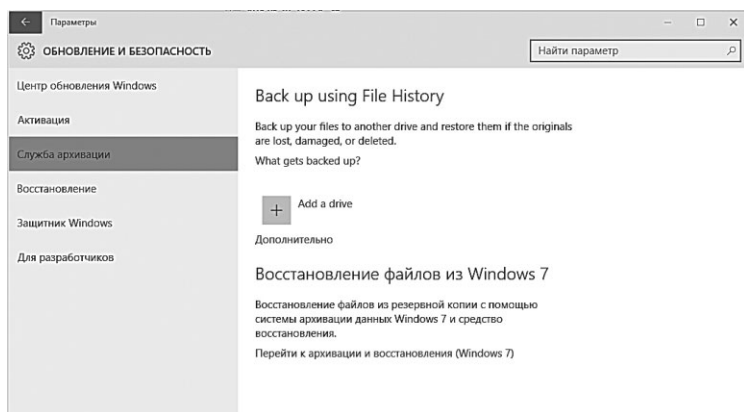 Параметры
ОБНОВЛЕНИЕ И БЕЗОПАСНОСТЬ
Найти параметр
Центр обновления Windows
Активация
Служба архивации
Восстановление
Защитник Windows
Для разработчиков
Back up using File History
Back up your files to another drive and restore them if the originals
are lost, damaged, or deleted.
What gets backed up?
Add a drive
Дополнительно
Восстановление файлов из Windows 7
Восстановление файлов из резервной копии с помощью
системы архивации данных Windows 7 и средство
восстановления.
Перейти к архивации и восстановления (Windows 7)